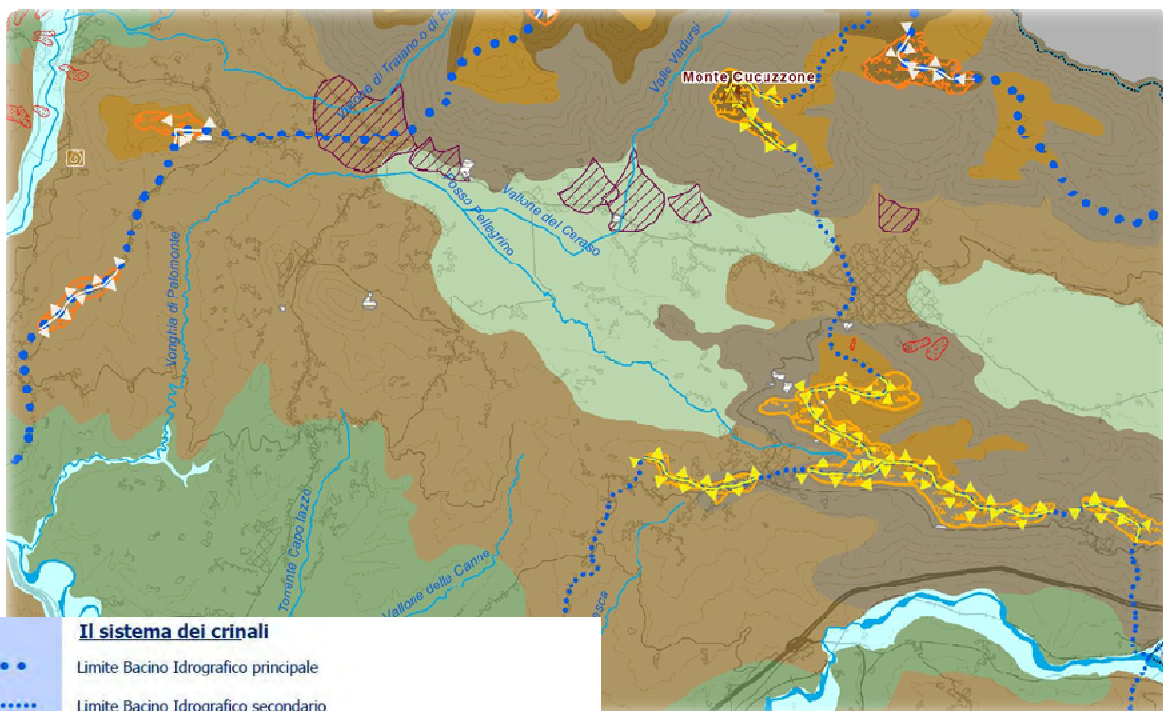 Vallone di Traiano o di
Valle Vadursi
Monte Cucuzzone
Fosso Pellegrino
Vallone del Ceraso
Vonghia di Palomonte
Torrente Capo Iazzo
Vallone delle Canne
Il sistema dei crinali
Limite Bacino Idrografico principale
Limite Bacino Idrografico secondario